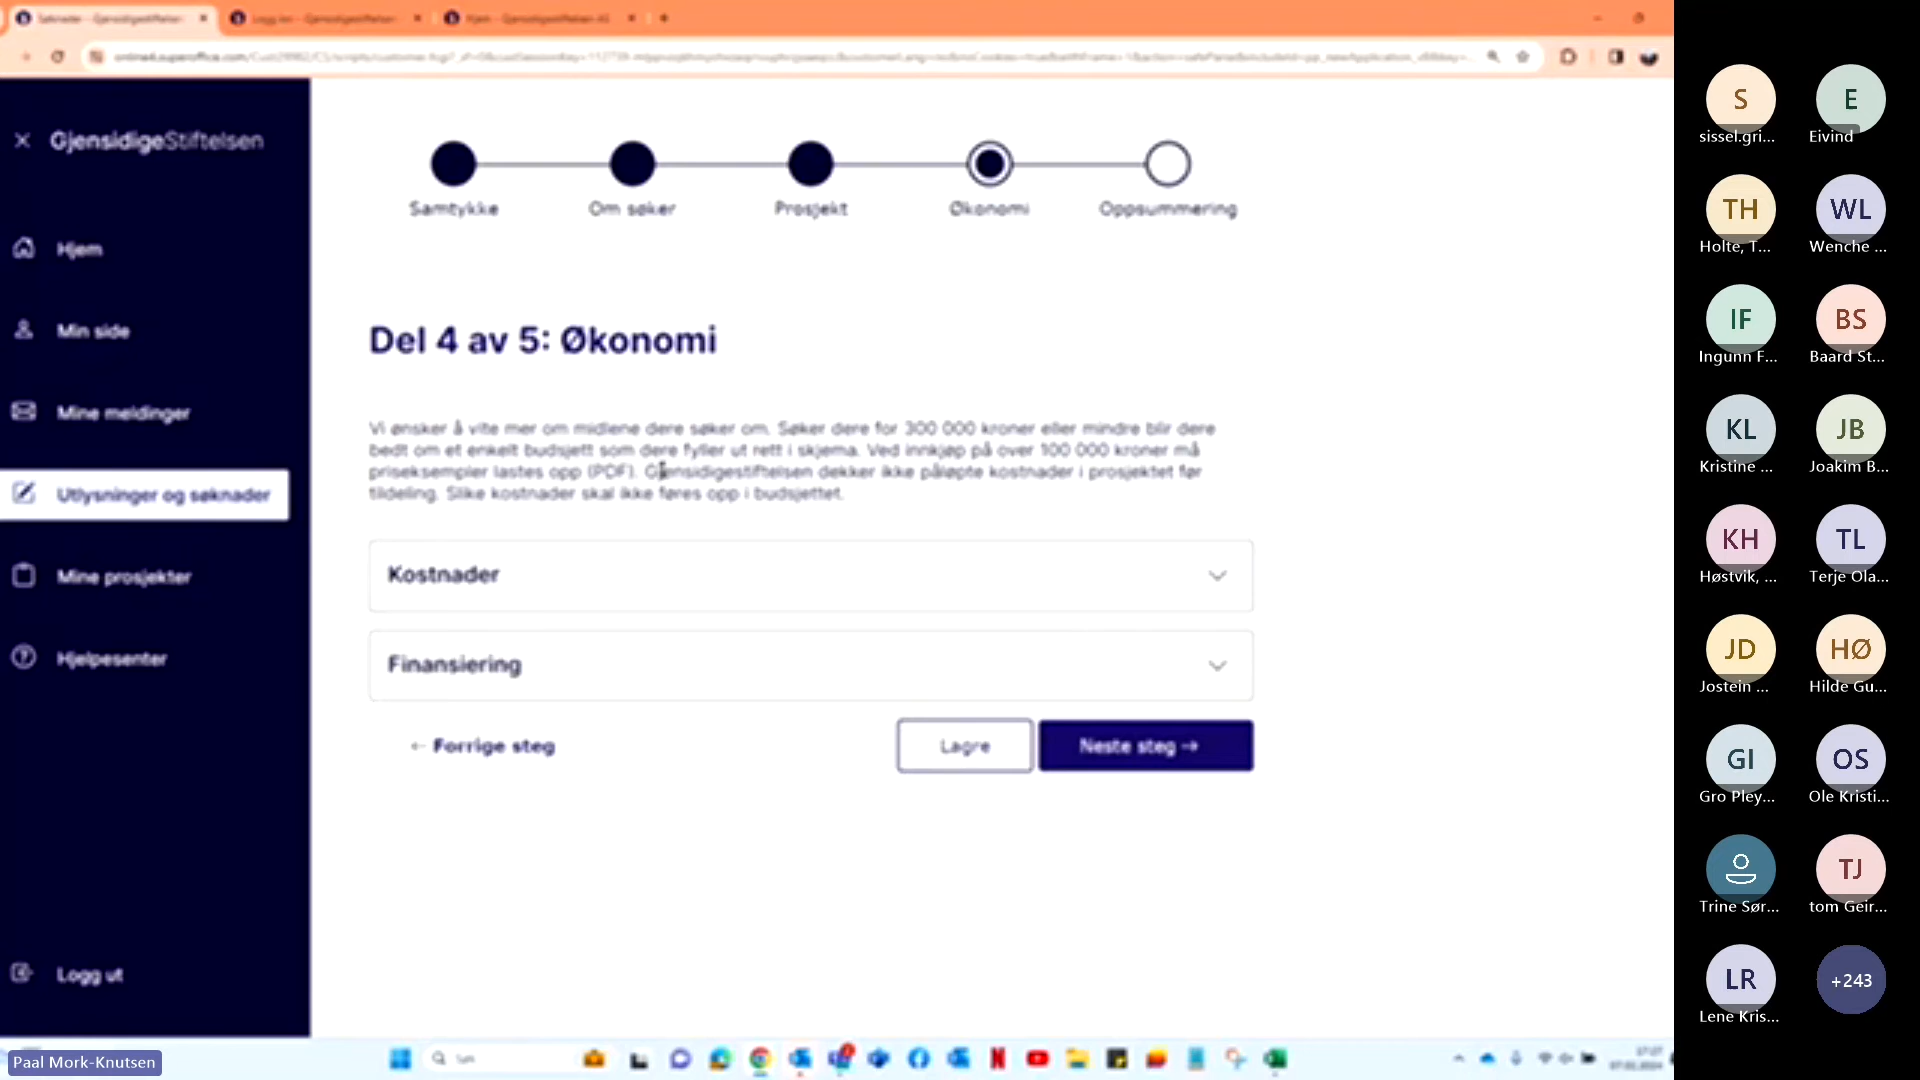 GjensidigeStiftelsen
Hjem
Min side
Mine meldinger
Utlysninger og søknader
Mine prosjekter
Hjelpesenter
Logg ut
Samtykke
Om søker
Prosjekt
Økonomi
Oppsummering
Del 4 av 5: Økonomi
Vi ønsker å vite mer om midlene dere søker om. Søker dere for 300 000 kroner eller mindre blir dere
bedt om et enkelt budsjett som dere fyller ut rett i skjema. Ved innkjøp på over 100 000 kroner må
priseksempler lastes opp (PDF). Gjensidigestiftelsen dekker ikke påløpte kostnader i prosjektet før
tildeling. Slike kostnader skal ikke føres opp i budsjettet.
Kostnader
Finansiering
← Forrige steg
Lagre
Neste steg →
S
sissel.gri...
E
Eivind
TH
Holte, T...
WL
Wenche ...
IF
Ingunn F...
BS
Baard St...
KL
Kristine ...
JB
Joakim B...
KH
Høstvik, ...
TL
Terje Ola...
JD
Jostein ...
HØ
Hilde Gu...
GI
Gro Pley...
OS
Ole Kristi...
Trine Sør...
TJ
tom Geir...
LR
Lene Kris...
+243
Paal Mork-Knutsen